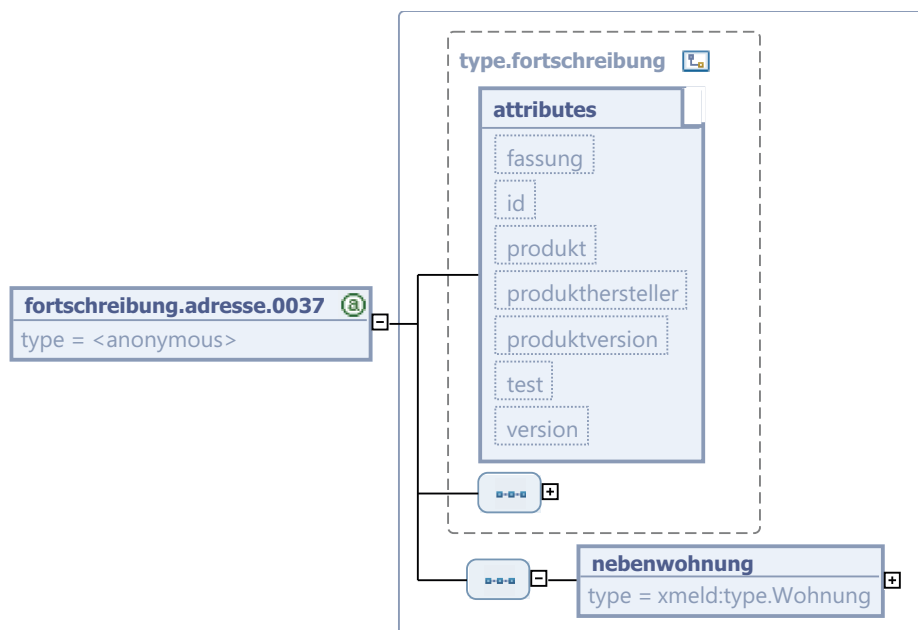 type.fortschreibung
attributes
fassung
id
produkt
produkthersteller
produktversion
test
version
fortschreibung.adresse.0037 @
type = <anonymous>
nebenwohnung
type = xmeld:type.Wohnung